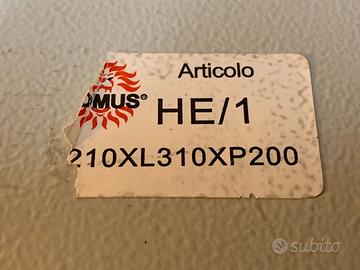 Articolo
OMUS®
HE/1
210XL310XP200
subito